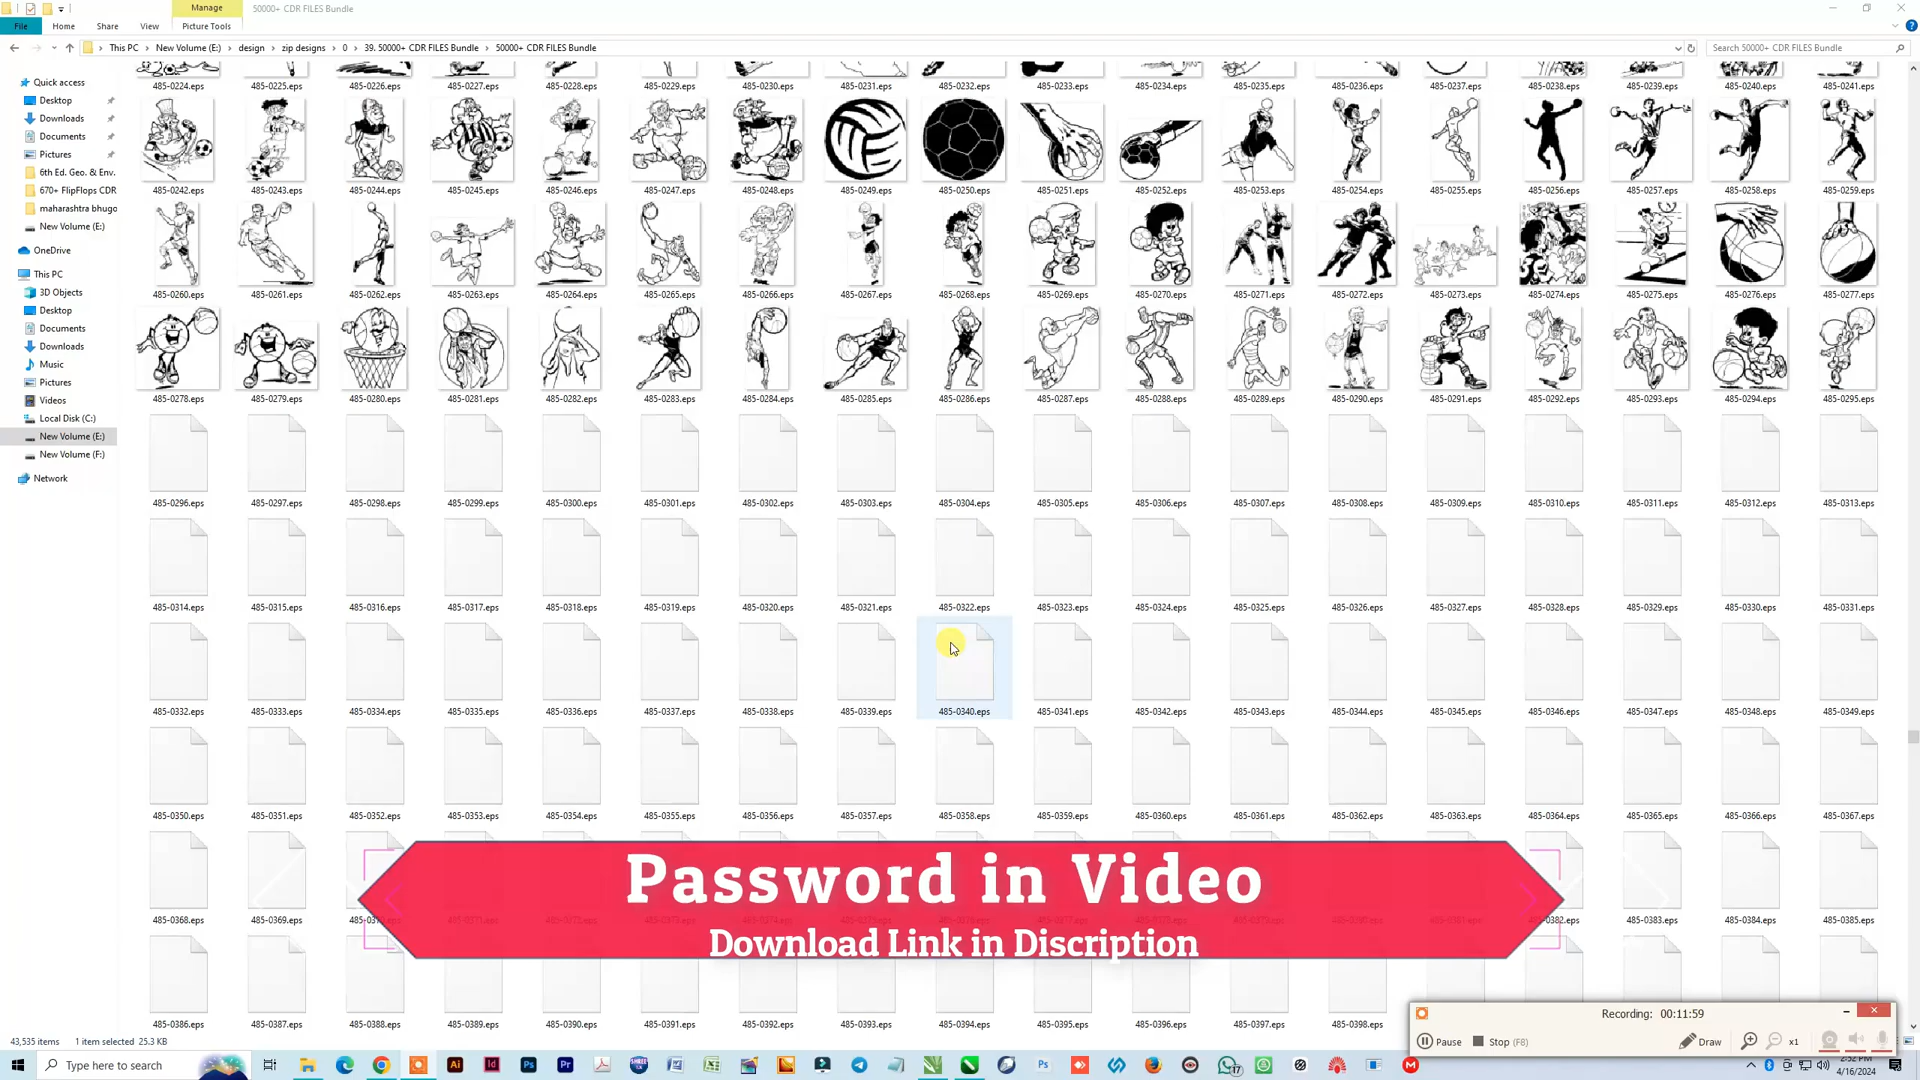 Manage
50000+ CDR FILES Bundle
File
Home
Share
View
Picture Tools
This PC
New Volume (E:)
design
zip designs
0
39. 50000+ CDR FILES Bundle
50000+ CDR FILES Bundle
Search 50000+ CDR FILES Bundle
Quick access
Desktop
Downloads
Documents
Pictures
6th Ed. Geo. & Env.
670+ FlipFlops CDR
maharashtra bhugo
New Volume (E:)
OneDrive
This PC
3D Objects
Desktop
Documents
Downloads
Music
Pictures
Videos
Local Disk (C:)
New Volume (E:)
New Volume (F:)
Network
485-0224.eps 485-0225.eps 485-0226.eps 485-0227.eps 485-0228.eps 485-0229.eps 485-0230.eps 485-0231.eps 485-0232.eps 485-0233.eps 485-0234.eps 485-0235.eps 485-0236.eps 485-0237.eps 485-0238.eps 485-0239.eps 485-0240.eps 485-0241.eps
485-0242.eps 485-0243.eps 485-0244.eps 485-0245.eps 485-0246.eps 485-0247.eps 485-0248.eps 485-0249.eps 485-0250.eps 485-0251.eps 485-0252.eps 485-0253.eps 485-0254.eps 485-0255.eps 485-0256.eps 485-0257.eps 485-0258.eps 485-0259.eps
485-0260.eps 485-0261.eps 485-0262.eps 485-0263.eps 485-0264.eps 485-0265.eps 485-0266.eps 485-0267.eps 485-0268.eps 485-0269.eps 485-0270.eps 485-0271.eps 485-0272.eps 485-0273.eps 485-0274.eps 485-0275.eps 485-0276.eps 485-0277.eps
485-0278.eps 485-0279.eps 485-0280.eps 485-0281.eps 485-0282.eps 485-0283.eps 485-0284.eps 485-0285.eps 485-0286.eps 485-0287.eps 485-0288.eps 485-0289.eps 485-0290.eps 485-0291.eps 485-0292.eps 485-0293.eps 485-0294.eps 485-0295.eps
485-0296.eps 485-0297.eps 485-0298.eps 485-0299.eps 485-0300.eps 485-0301.eps 485-0302.eps 485-0303.eps 485-0304.eps 485-0305.eps 485-0306.eps 485-0307.eps 485-0308.eps 485-0309.eps 485-0310.eps 485-0311.eps 485-0312.eps 485-0313.eps
485-0314.eps 485-0315.eps 485-0316.eps 485-0317.eps 485-0318.eps 485-0319.eps 485-0320.eps 485-0321.eps 485-0322.eps 485-0323.eps 485-0324.eps 485-0325.eps 485-0326.eps 485-0327.eps 485-0328.eps 485-0329.eps 485-0330.eps 485-0331.eps
485-0332.eps 485-0333.eps 485-0334.eps 485-0335.eps 485-0336.eps 485-0337.eps 485-0338.eps 485-0339.eps 485-0340.eps 485-0341.eps 485-0342.eps 485-0343.eps 485-0344.eps 485-0345.eps 485-0346.eps 485-0347.eps 485-0348.eps 485-0349.eps
485-0350.eps 485-0351.eps 485-0352.eps 485-0353.eps 485-0354.eps 485-0355.eps 485-0356.eps 485-0357.eps 485-0358.eps 485-0359.eps 485-0360.eps 485-0361.eps 485-0362.eps 485-0363.eps 485-0364.eps 485-0365.eps 485-0366.eps 485-0367.eps
485-0368.eps 485-0369.eps 485-0383.eps 485-0384.eps 485-0385.eps
Password in Video
Download Link in Discription
485-0386.eps 485-0387.eps 485-0388.eps 485-0389.eps 485-0390.eps 485-0391.eps 485-0392.eps 485-0393.eps 485-0394.eps 485-0395.eps 485-0396.eps 485-0397.eps 485-0398.eps
Recording: 00:11:59
Pause
Stop (F8)
Draw
x1
43,535 items
1 item selected 25.3 KB
Type here to search
Ai
Id
Ps
Pr
Ps
17
2:52 PM
4/16/2024